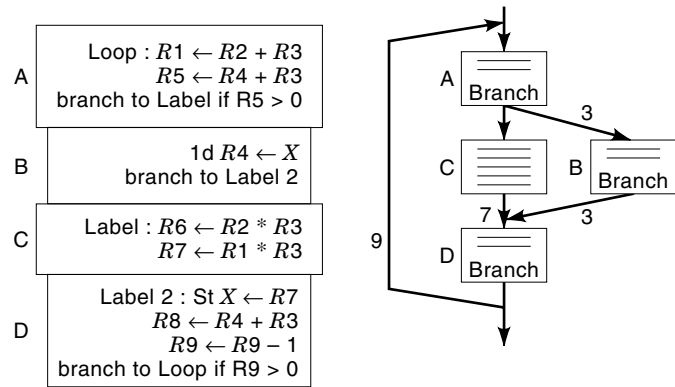 A
Loop : R1 ← R2 + R3
R5 ← R4 + R3
branch to Label if R5 > 0
B
1d R4 ← X
branch to Label 2
C
Label : R6 ← R2 * R3
R7 ← R1 * R3
D
Label 2 : St X ← R7
R8 ← R4 + R3
R9 ← R9 – 1
branch to Loop if R9 > 0
A
Branch
3
C
B
Branch
7
3
9
D
Branch